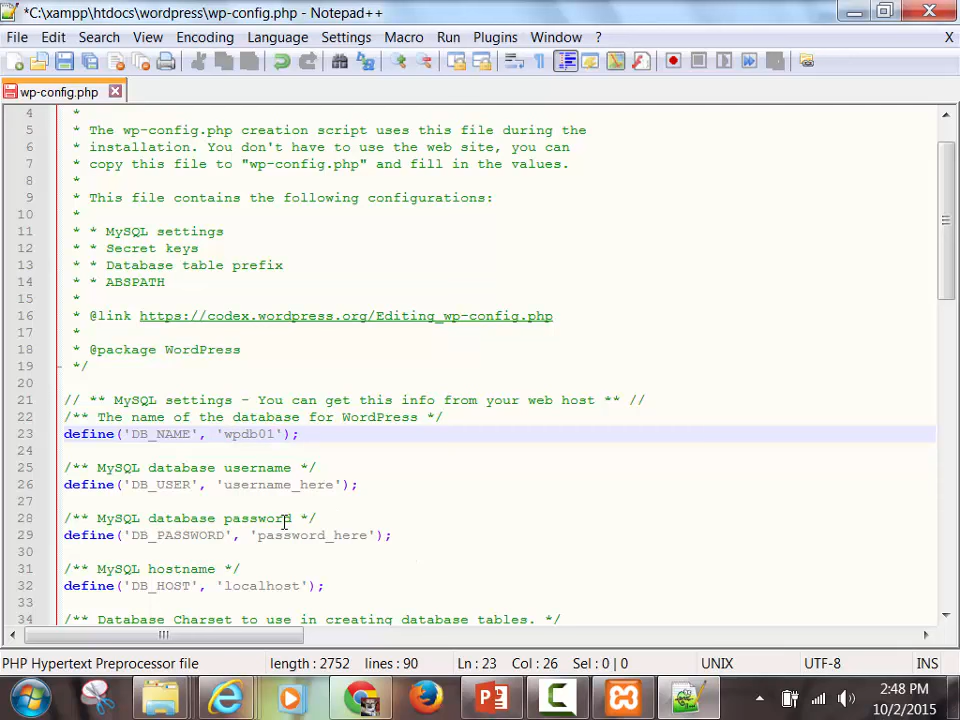 *C:\xampp\htdocs\wordpress\wp-config.php - Notepad++
File Edit Search View Encoding Language Settings Macro Run Plugins Window ? X
wp-config.php
4 *
5 * The wp-config.php creation script uses this file during the
6 * installation. You don't have to use the web site, you can
7 * copy this file to "wp-config.php" and fill in the values.
8 *
9 * This file contains the following configurations:
10 *
11 * * MySQL settings
12 * * Secret keys
13 * * Database table prefix
14 * * ABSPATH
15 *
16 * @link https://codex.wordpress.org/Editing_wp-config.php
17 *
18 * @package WordPress
19 */
20
21 // ** MySQL settings - You can get this info from your web host ** //
22 /** The name of the database for WordPress */
23 define('DB_NAME', 'wpdb01');
24
25 /** MySQL database username */
26 define('DB_USER', 'username_here');
27
28 /** MySQL database password */
29 define('DB_PASSWORD', 'password_here');
30
31 /** MySQL hostname */
32 define('DB_HOST', 'localhost');
33
34 /** Database Charset to use in creating database tables. */
PHP Hypertext Preprocessor file length : 2752 lines : 90 Ln : 23 Col : 26 Sel : 0 | 0 UNIX UTF-8 INS
2:48 PM
10/2/2015